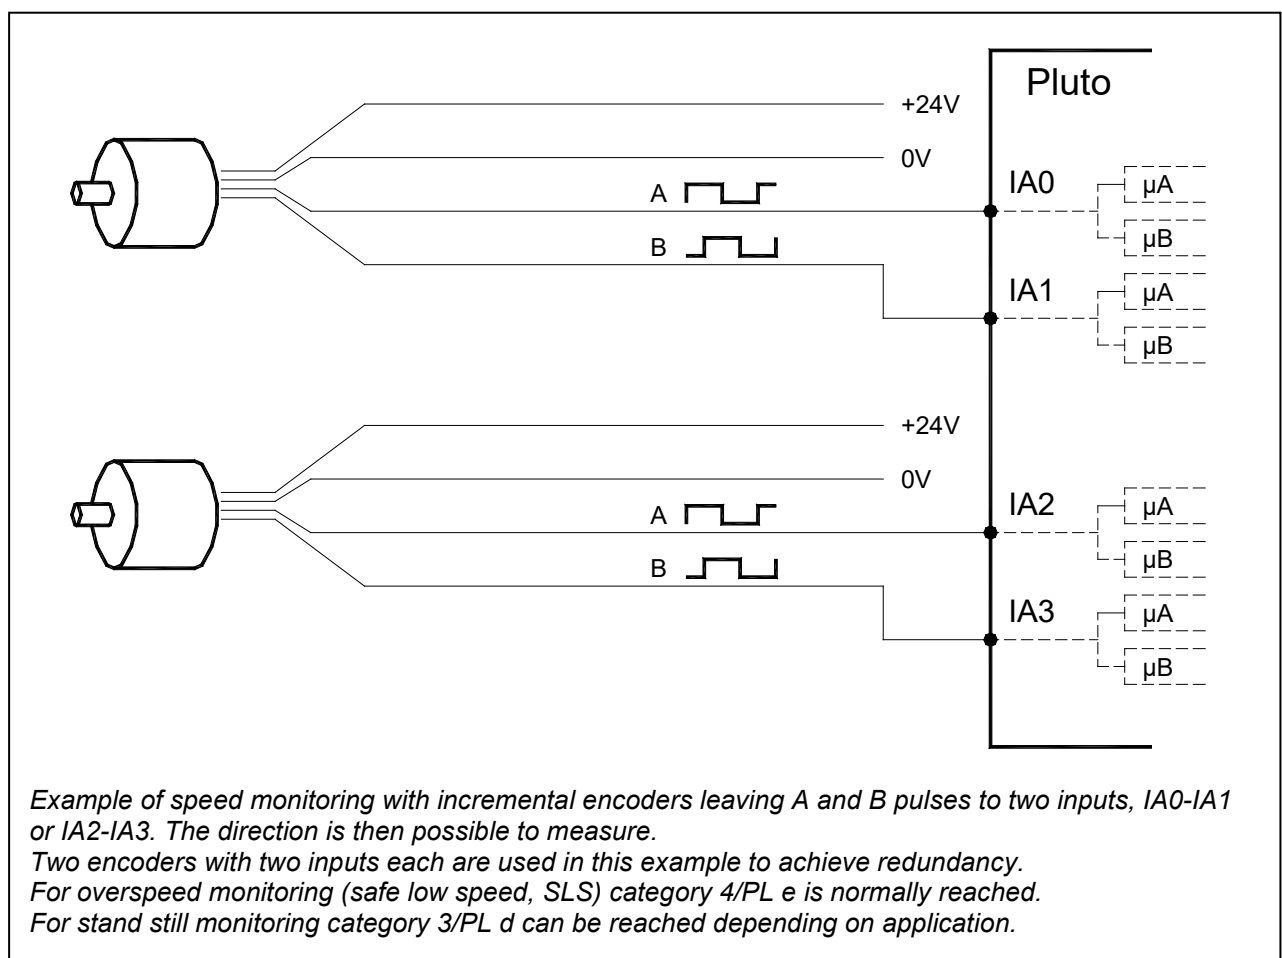 Pluto
+24V
0V
A
B
IA0
µA
µB
IA1
µA
µB
+24V
0V
A
B
IA2
µA
µB
IA3
µA
µB
Example of speed monitoring with incremental encoders leaving A and B pulses to two inputs, IA0-IA1
or IA2-IA3. The direction is then possible to measure.
Two encoders with two inputs each are used in this example to achieve redundancy.
For overspeed monitoring (safe low speed, SLS) category 4/PL e is normally reached.
For stand still monitoring category 3/PL d can be reached depending on application.